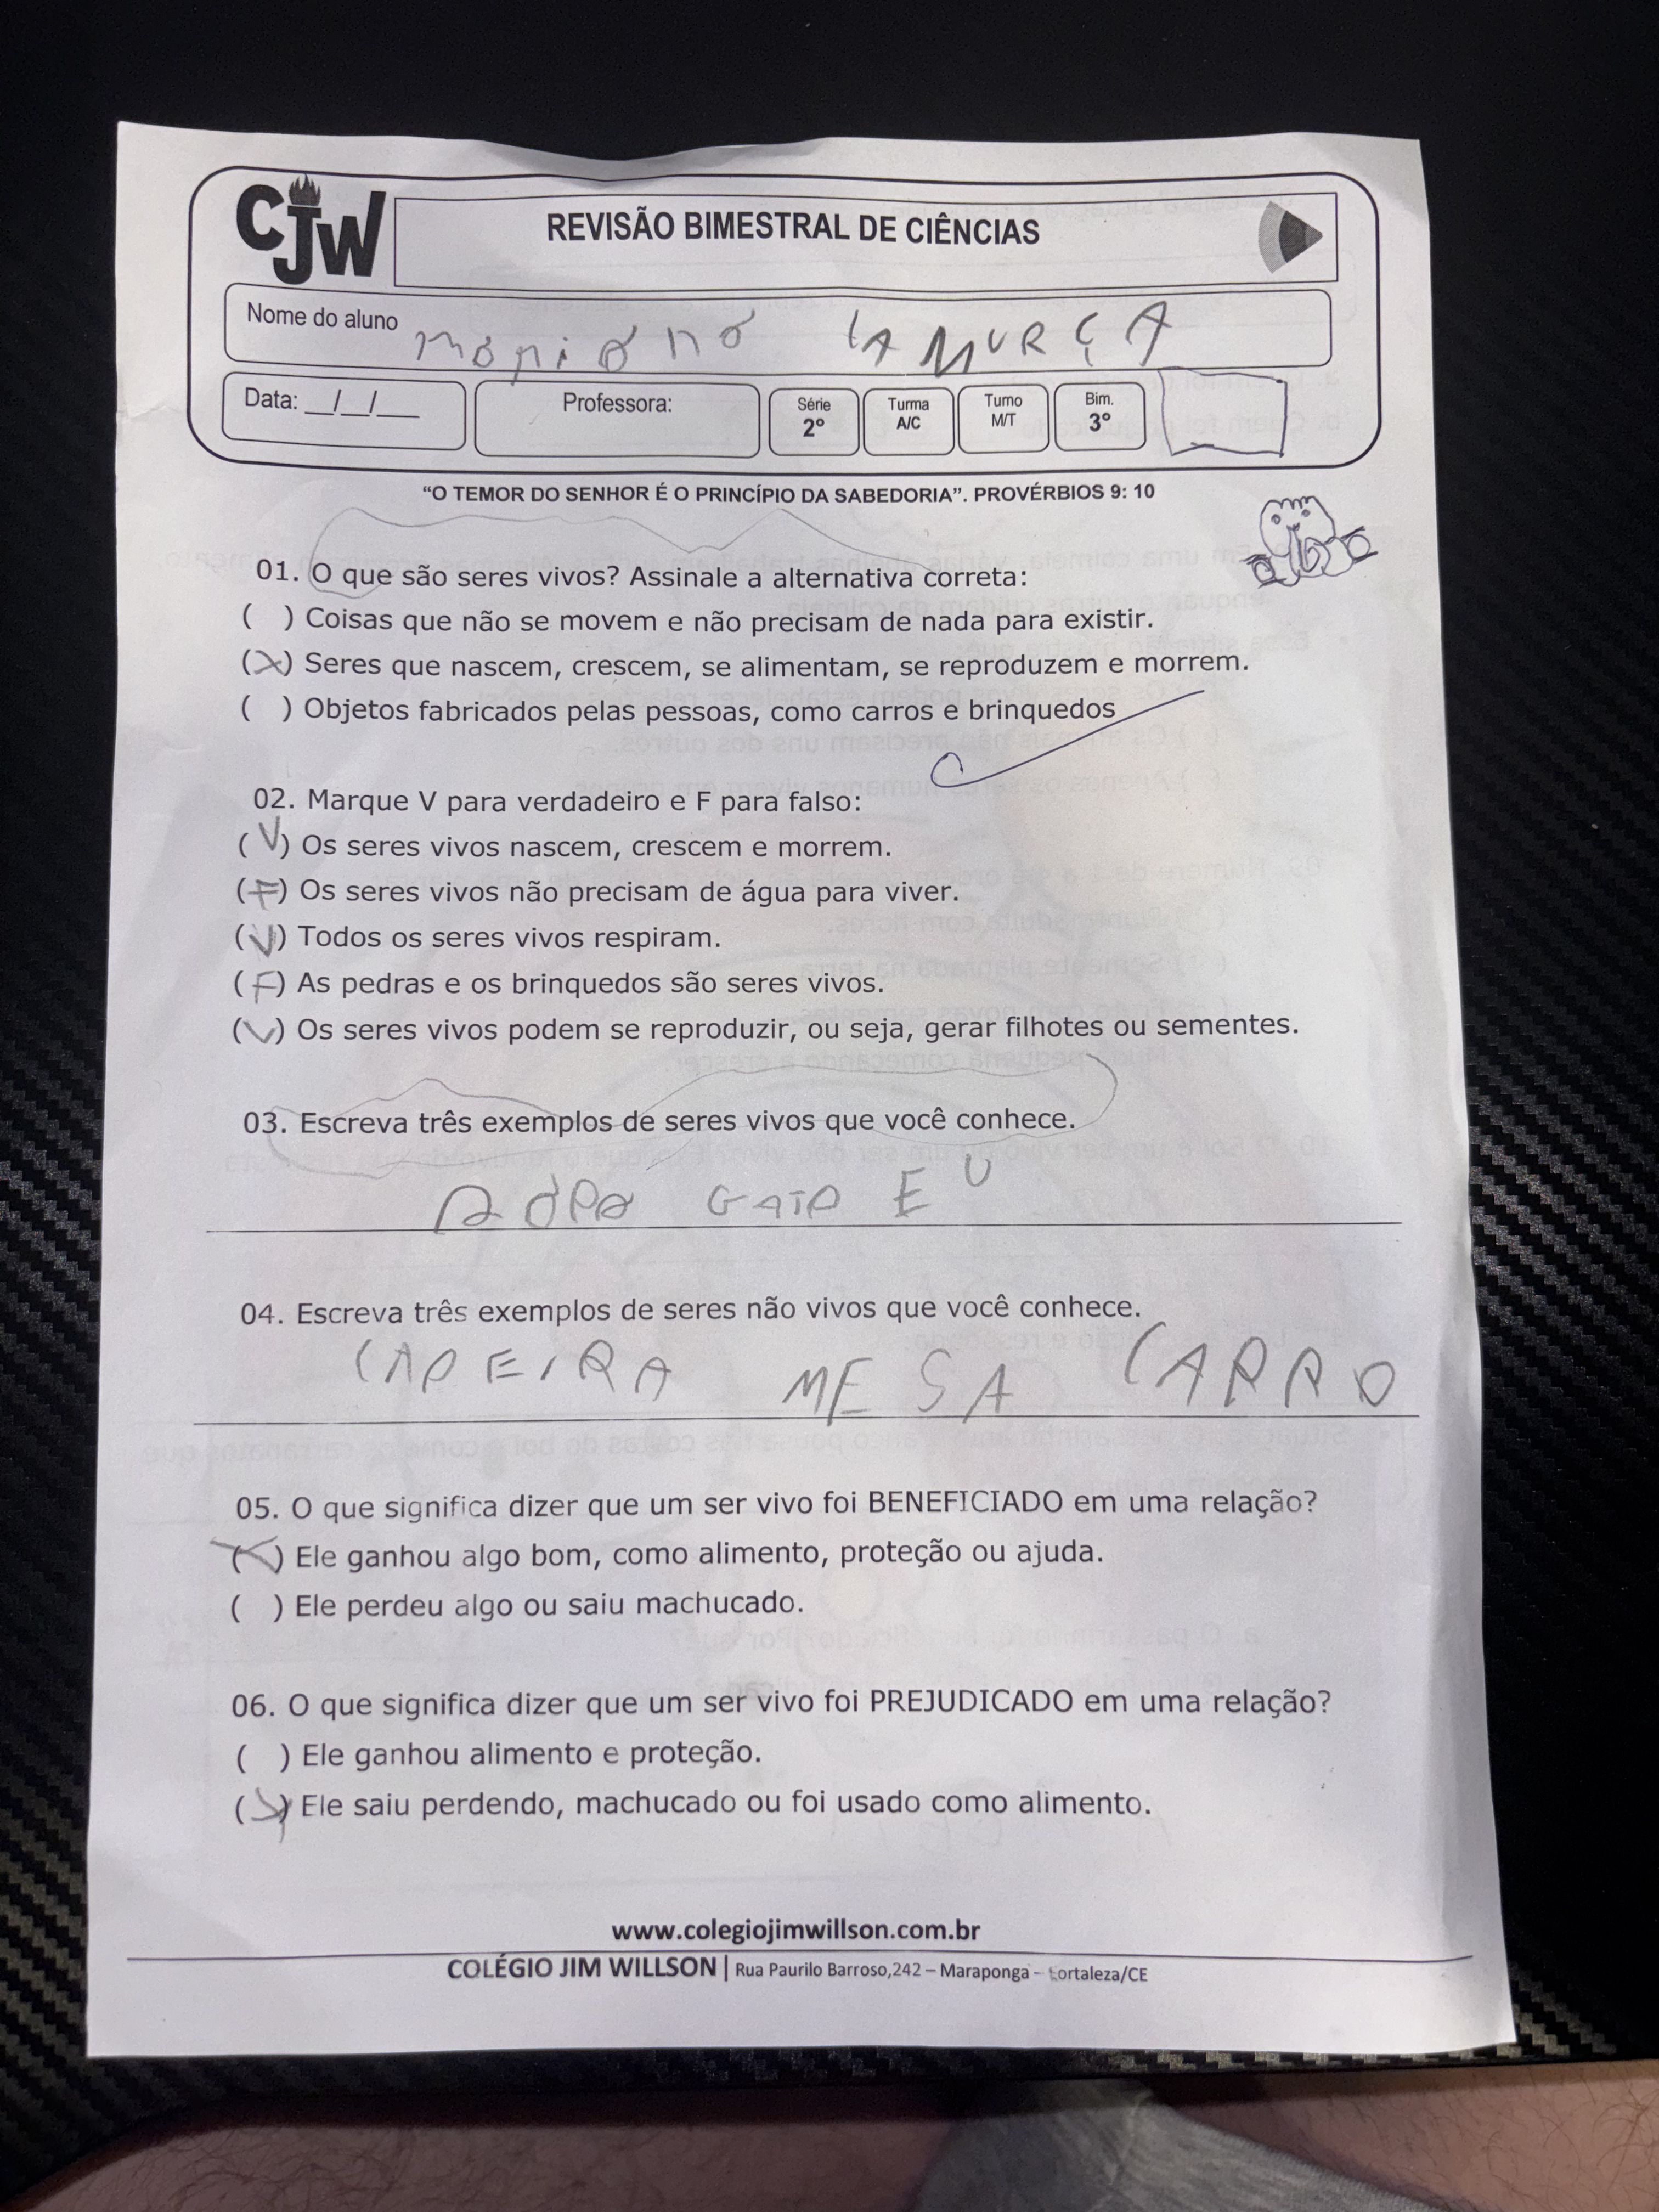 CJW
REVISÃO BIMESTRAL DE CIÊNCIAS
Nome do aluno LAMURÇA
Data: __/__/___
Professora:
Série
2º
Turma
A/C
Turno
M/T
Bim.
3º
“O TEMOR DO SENHOR É O PRINCÍPIO DA SABEDORIA”. PROVÉRBIOS 9: 10
01. O que são seres vivos? Assinale a alternativa correta:
( ) Coisas que não se movem e não precisam de nada para existir.
(X) Seres que nascem, crescem, se alimentam, se reproduzem e morrem.
( ) Objetos fabricados pelas pessoas, como carros e brinquedos
02. Marque V para verdadeiro e F para falso:
(V) Os seres vivos nascem, crescem e morrem.
(F) Os seres vivos não precisam de água para viver.
(V) Todos os seres vivos respiram.
(F) As pedras e os brinquedos são seres vivos.
(V) Os seres vivos podem se reproduzir, ou seja, gerar filhotes ou sementes.
03. Escreva três exemplos de seres vivos que você conhece.
GATO EU
04. Escreva três exemplos de seres não vivos que você conhece.
CADEIRA MESA CARRO
05. O que significa dizer que um ser vivo foi BENEFICIADO em uma relação?
(X) Ele ganhou algo bom, como alimento, proteção ou ajuda.
( ) Ele perdeu algo ou saiu machucado.
06. O que significa dizer que um ser vivo foi PREJUDICADO em uma relação?
( ) Ele ganhou alimento e proteção.
(X) Ele saiu perdendo, machucado ou foi usado como alimento.
www.colegiojimwillson.com.br
COLÉGIO JIM WILLSON | Rua Paurilo Barroso,242 – Maraponga – Fortaleza/CE